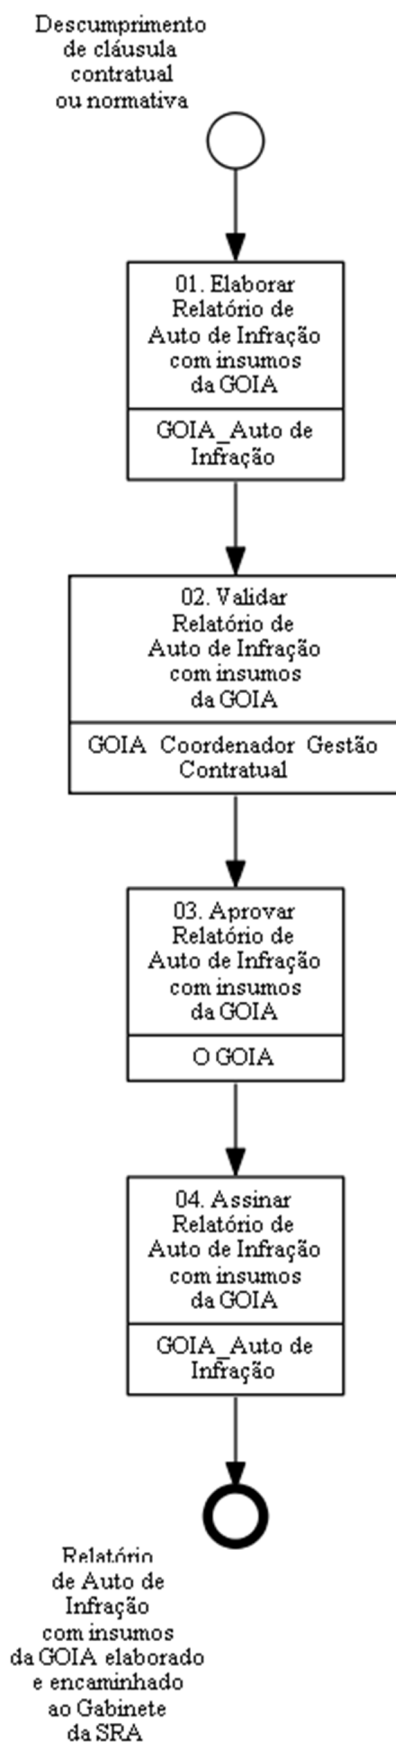 Descumprimento
de cláusula
contratual
ou normativa
01. Elaborar
Relatório de
Auto de Infração
com insumos
da GOIA
GOIA_Auto de
Infração
02. Validar
Relatório de
Auto de Infração
com insumos
da GOIA
GOIA Coordenador Gestão
Contratual
03. Aprovar
Relatório de
Auto de Infração
com insumos
da GOIA
O GOIA
04. Assinar
Relatório de
Auto de Infração
com insumos
da GOIA
GOIA_Auto de
Infração
Relatório
de Auto de
Infração
com insumos
da GOIA elaborado
e encaminhado
ao Gabinete
da SRA